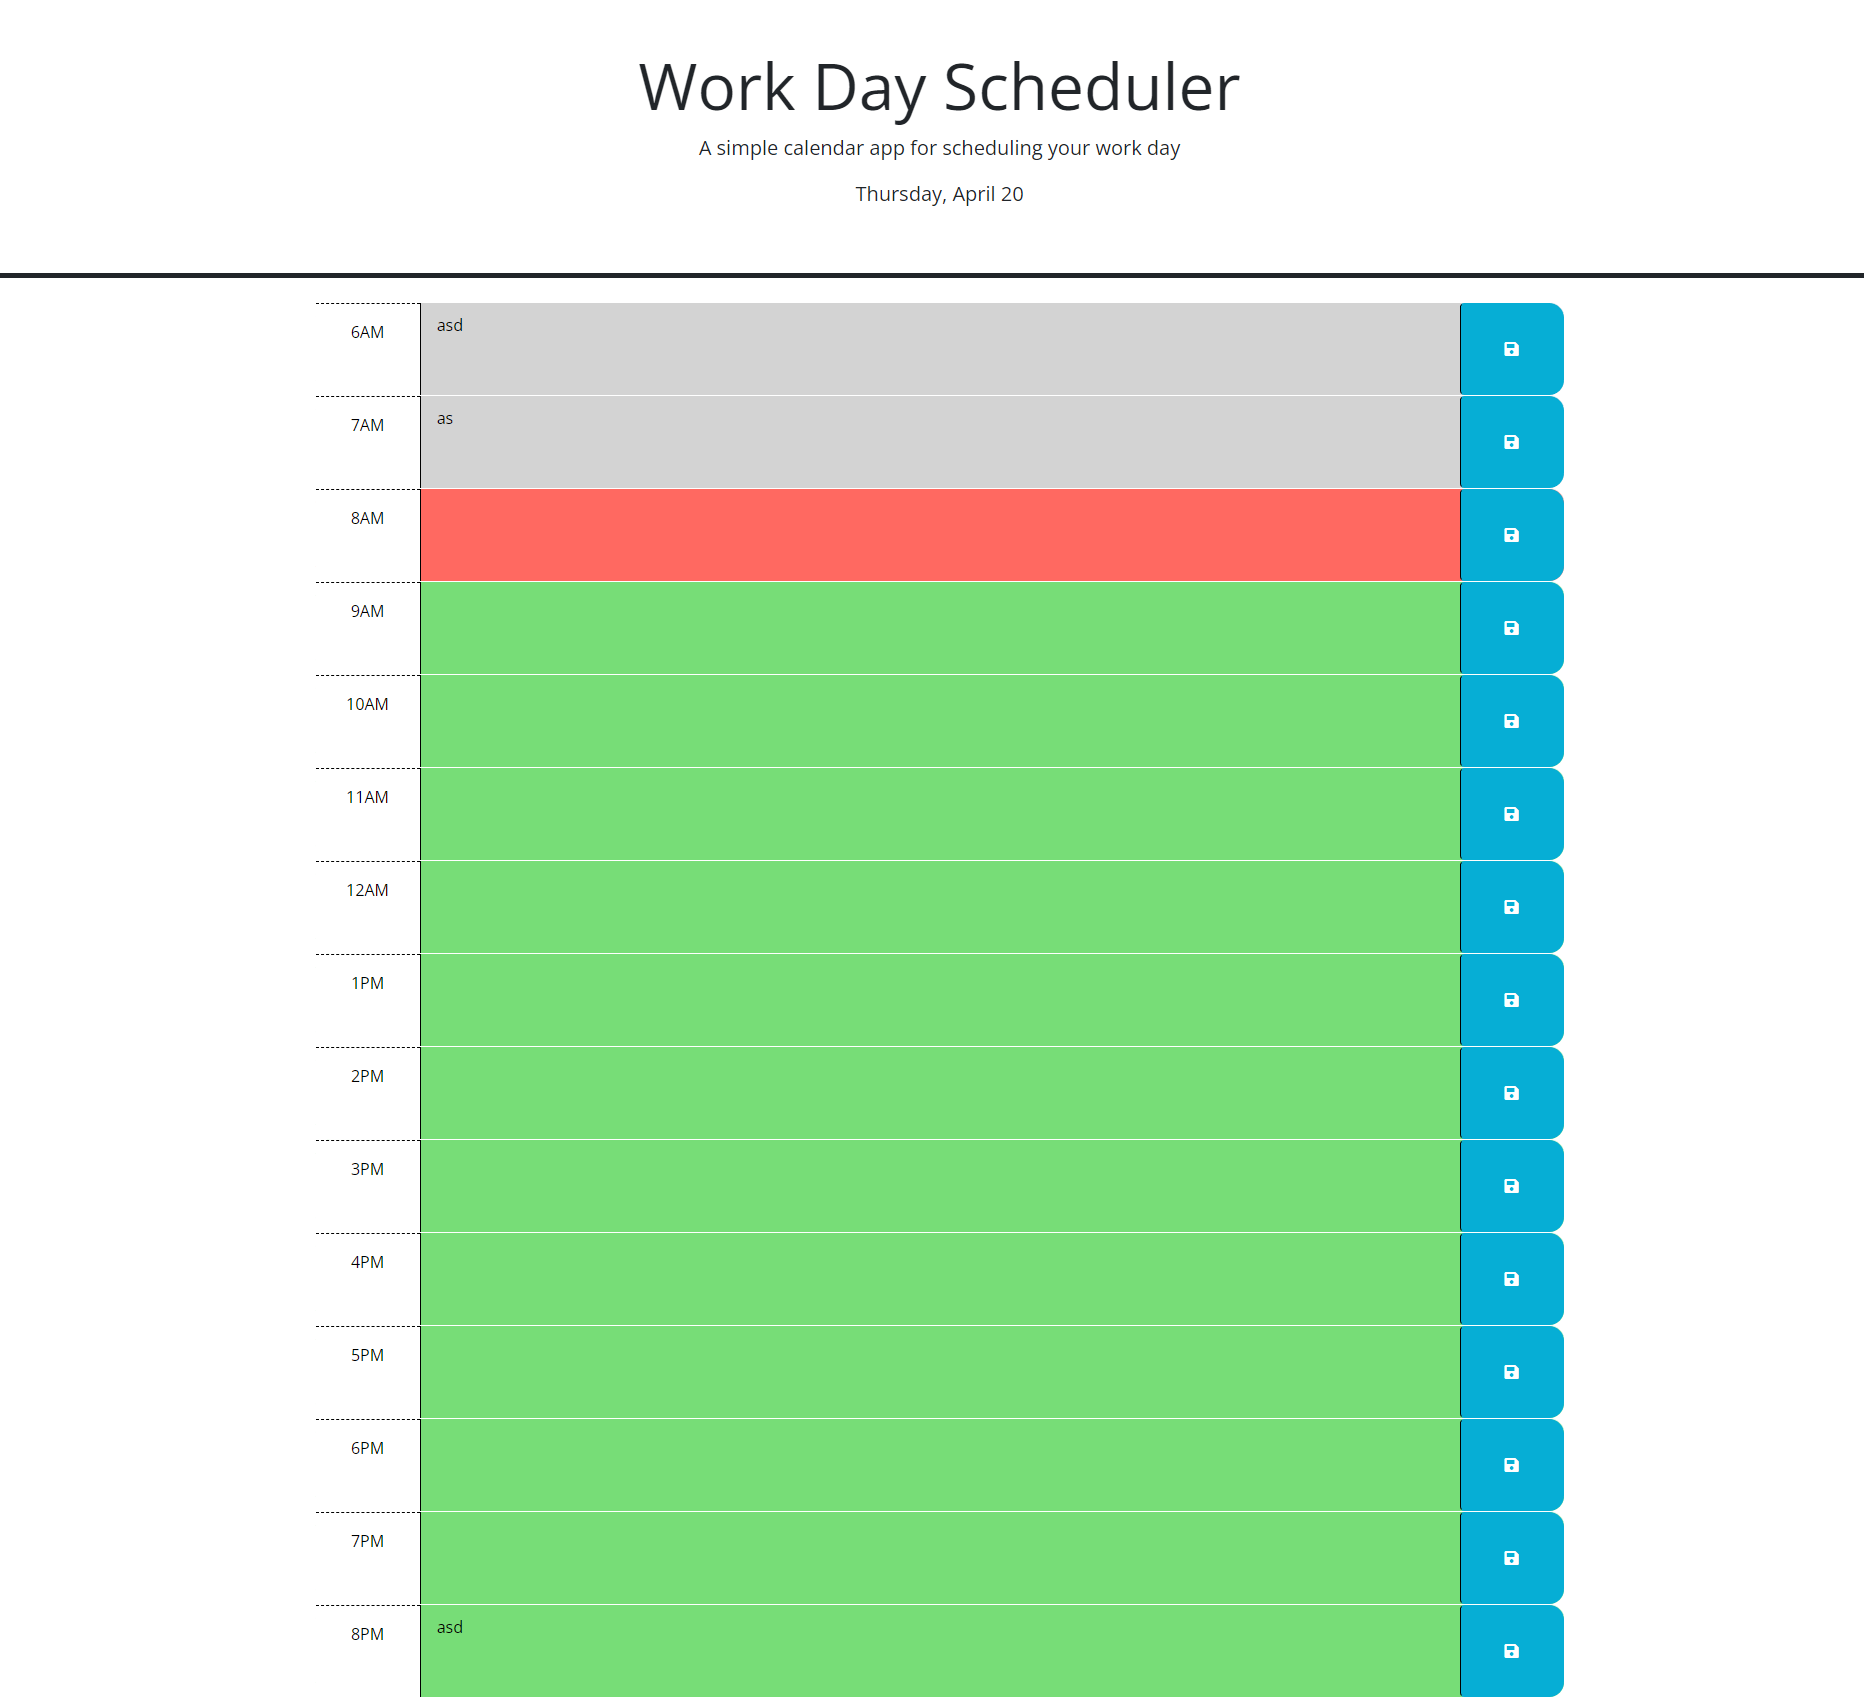 Work Day Scheduler
A simple calendar app for scheduling your work day
Thursday, April 20
6AM asd
7AM as
8AM
9AM
10AM
11AM
12AM
1PM
2PM
3PM
4PM
5PM
6PM
7PM
8PM asd